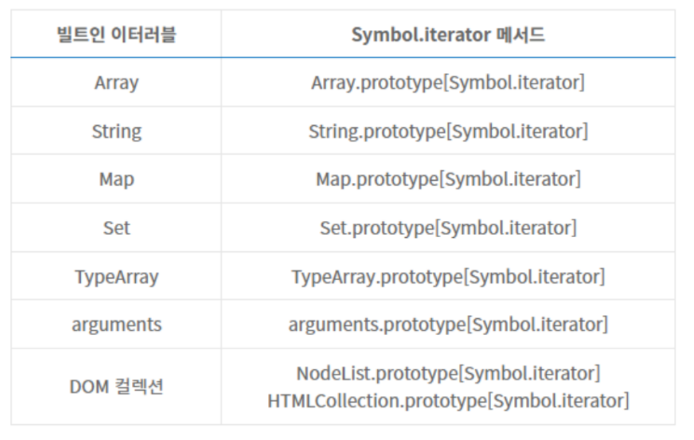 빌트인 이터러블 Symbol.iterator 메서드
Array Array.prototype[Symbol.iterator]
String String.prototype[Symbol.iterator]
Map Map.prototype[Symbol.iterator]
Set Set.prototype[Symbol.iterator]
TypeArray TypeArray.prototype[Symbol.iterator]
arguments arguments.prototype[Symbol.iterator]
DOM 컬렉션 NodeList.prototype[Symbol.iterator]
HTMLCollection.prototype[Symbol.iterator]